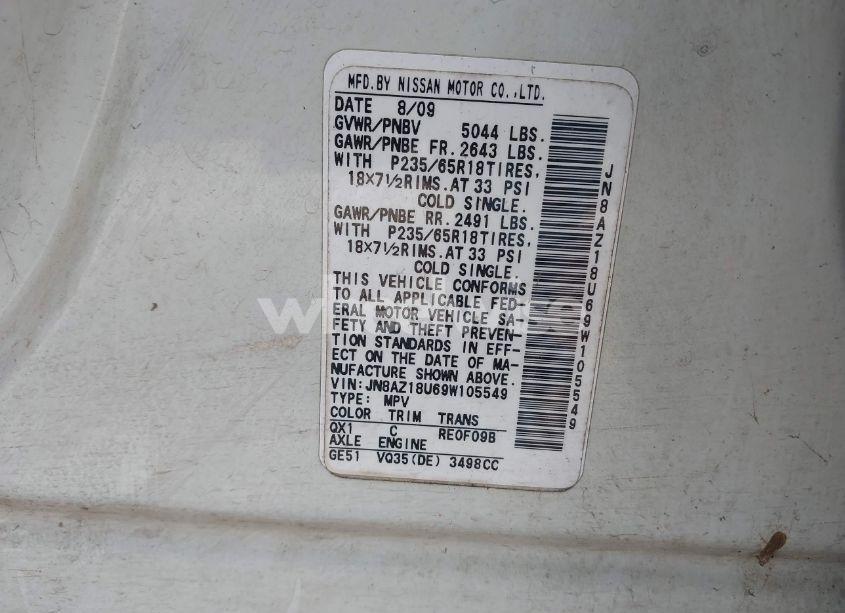 MFD.BY NISSAN MOTOR CO.,LTD.
DATE 8/09
GVWR/PNBV 5044 LBS.
GAWR/PNBE FR. 2643 LBS.
WITH P235/65R18TIRES,
18X7½RIMS.AT 33 PSI
COLD SINGLE.
GAWR/PNBE RR. 2491 LBS.
WITH P235/65R18TIRES,
18X7½RIMS.AT 33 PSI
COLD SINGLE.
THIS VEHICLE CONFORMS
TO ALL APPLICABLE FED-
ERAL MOTOR VEHICLE SA-
FETY AND THEFT PREVEN-
TION STANDARDS IN EFF-
ECT ON THE DATE OF MA-
NUFACTURE SHOWN ABOVE.
VIN:JN8AZ18U69W105549
TYPE: MPV
COLOR TRIM TRANS
QX1 C RE0F09B
AXLE ENGINE
GE51 VQ35(DE) 3498CC
JN8AZ18U69W105549